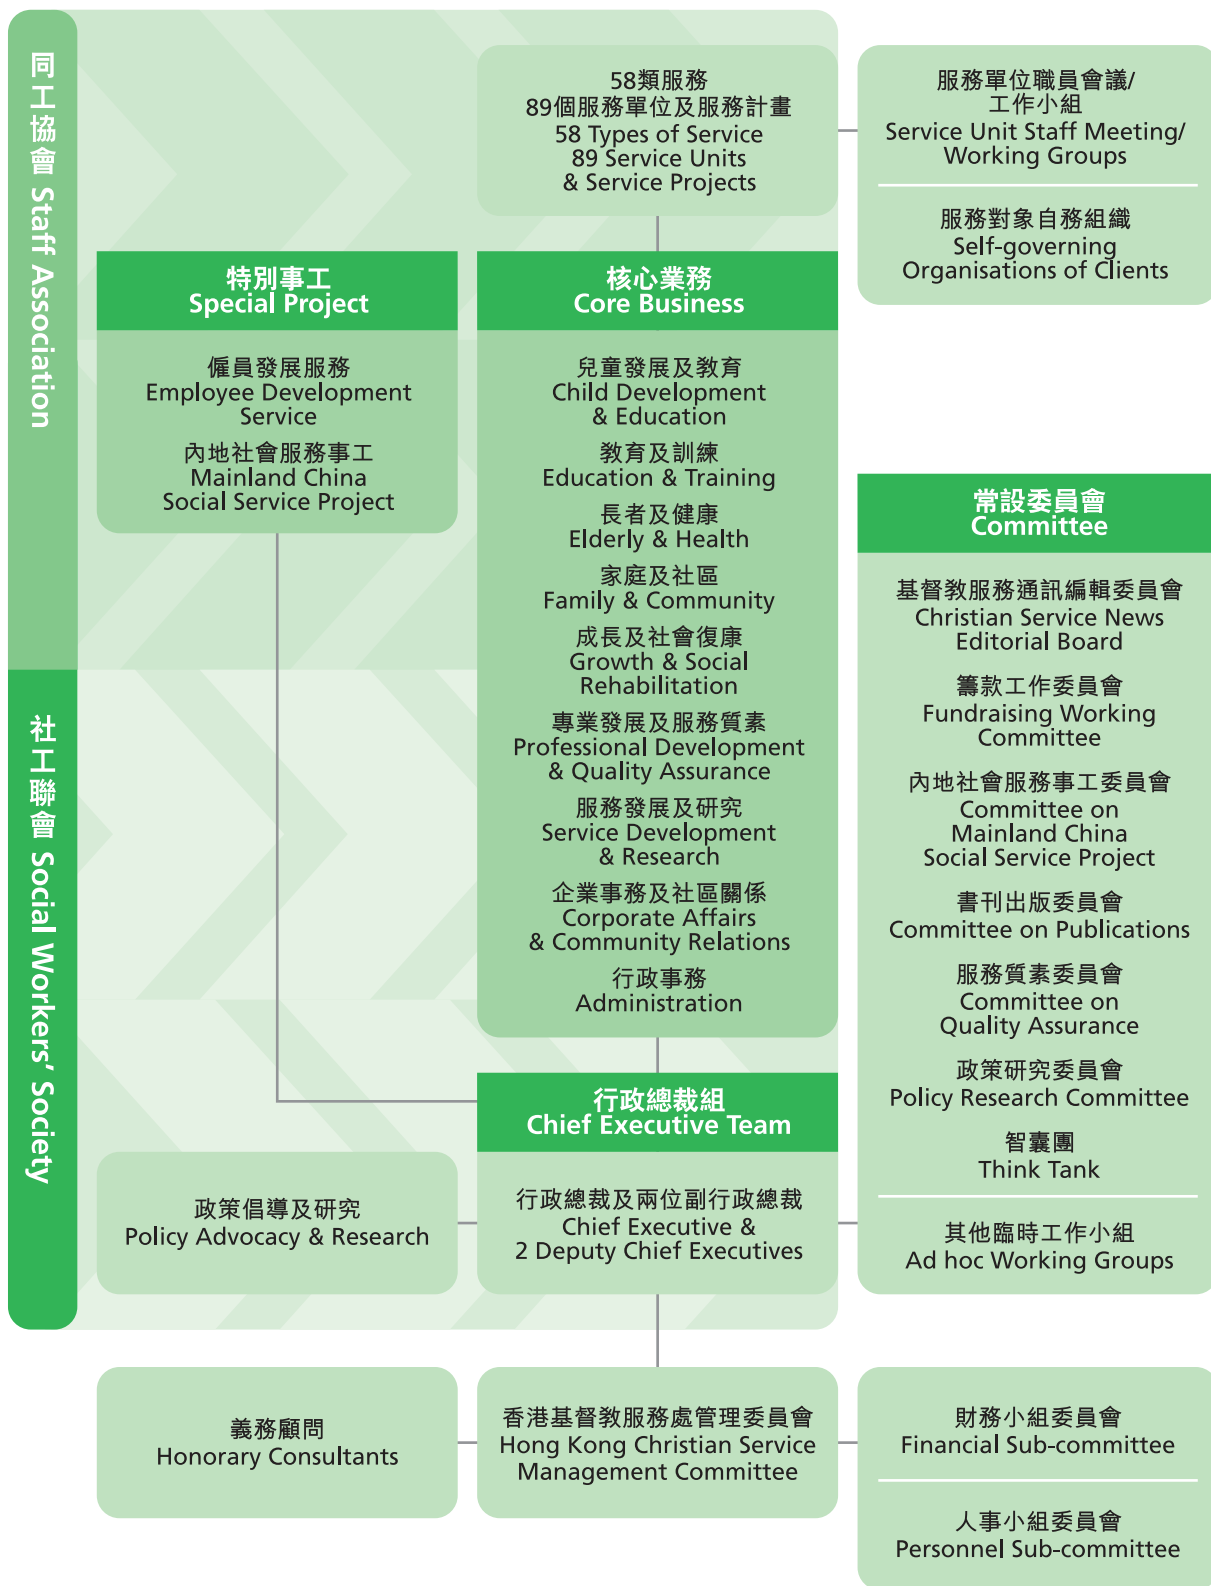 同工協會 Staff Association
社工聯會 Social Workers' Society
58類服務
89個服務單位及服務計畫
58 Types of Service
89 Service Units
& Service Projects
服務單位職員會議/
工作小組
Service Unit Staff Meeting/
Working Groups
服務對象自務組織
Self-governing
Organisations of Clients
特別事工
Special Project
僱員發展服務
Employee Development
Service
內地社會服務事工
Mainland China
Social Service Project
核心業務
Core Business
兒童發展及教育
Child Development
& Education
教育及訓練
Education & Training
長者及健康
Elderly & Health
家庭及社區
Family & Community
成長及社會復康
Growth & Social
Rehabilitation
專業發展及服務質素
Professional Development
& Quality Assurance
服務發展及研究
Service Development
& Research
企業事務及社區關係
Corporate Affairs
& Community Relations
行政事務
Administration
常設委員會
Committee
基督教服務通訊編輯委員會
Christian Service News
Editorial Board
籌款工作委員會
Fundraising Working
Committee
內地社會服務事工委員會
Committee on
Mainland China
Social Service Project
書刊出版委員會
Committee on Publications
服務質素委員會
Committee on
Quality Assurance
政策研究委員會
Policy Research Committee
智囊團
Think Tank
其他臨時工作小組
Ad hoc Working Groups
行政總裁組
Chief Executive Team
行政總裁及兩位副行政總裁
Chief Executive &
2 Deputy Chief Executives
政策倡導及研究
Policy Advocacy & Research
義務顧問
Honorary Consultants
香港基督教服務處管理委員會
Hong Kong Christian Service
Management Committee
財務小組委員會
Financial Sub-committee
人事小組委員會
Personnel Sub-committee